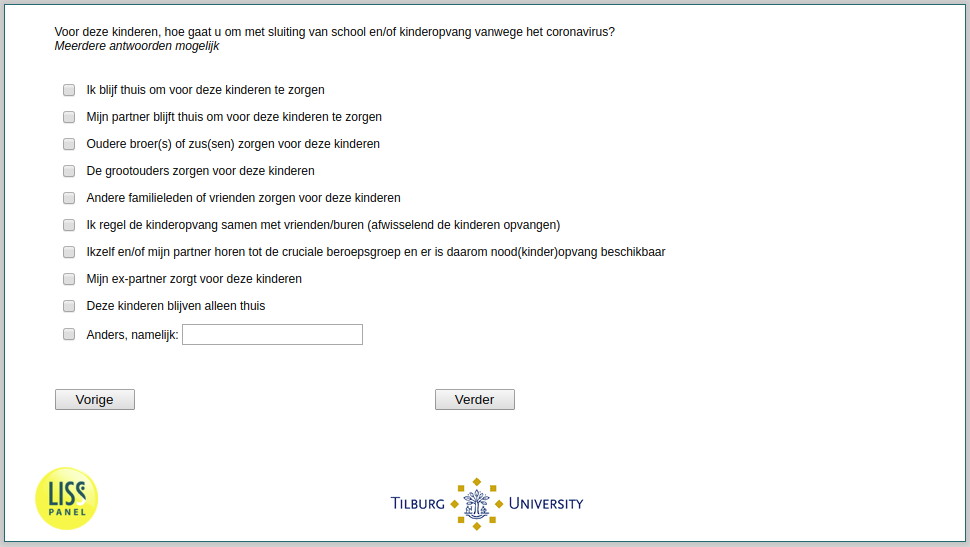 Voor deze kinderen, hoe gaat u om met sluiting van school en/of kinderopvang vanwege het coronavirus?
Meerdere antwoorden mogelijk
Ik blijf thuis om voor deze kinderen te zorgen
Mijn partner blijft thuis om voor deze kinderen te zorgen
Oudere broer(s) of zus(sen) zorgen voor deze kinderen
De grootouders zorgen voor deze kinderen
Andere familieleden of vrienden zorgen voor deze kinderen
Ik regel de kinderopvang samen met vrienden/buren (afwisselend de kinderen opvangen)
Ikzelf en/of mijn partner horen tot de cruciale beroepsgroep en er is daarom nood(kinder)opvang beschikbaar
Mijn ex-partner zorgt voor deze kinderen
Deze kinderen blijven alleen thuis
Anders, namelijk:
Vorige
Verder
LISS
PANEL
TILBURG UNIVERSITY